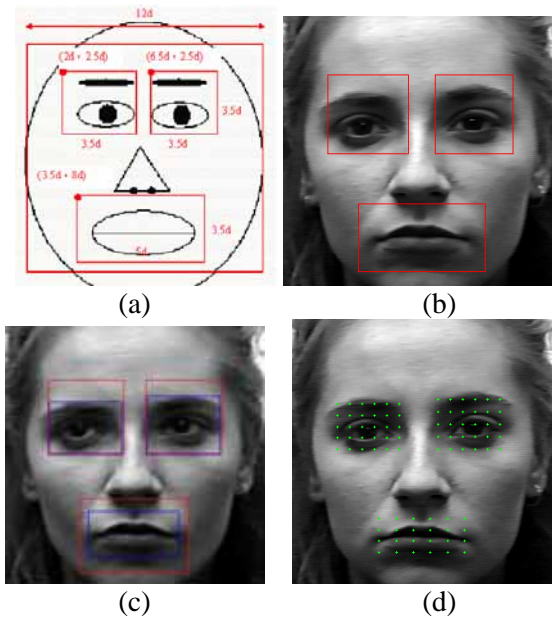 12d
(2d , 2.5d) (6.5d , 2.5d)
3.5d
3.5d 3.5d
(3.5d , 8d)
3.5d
5d
(a) (b)
(c) (d)